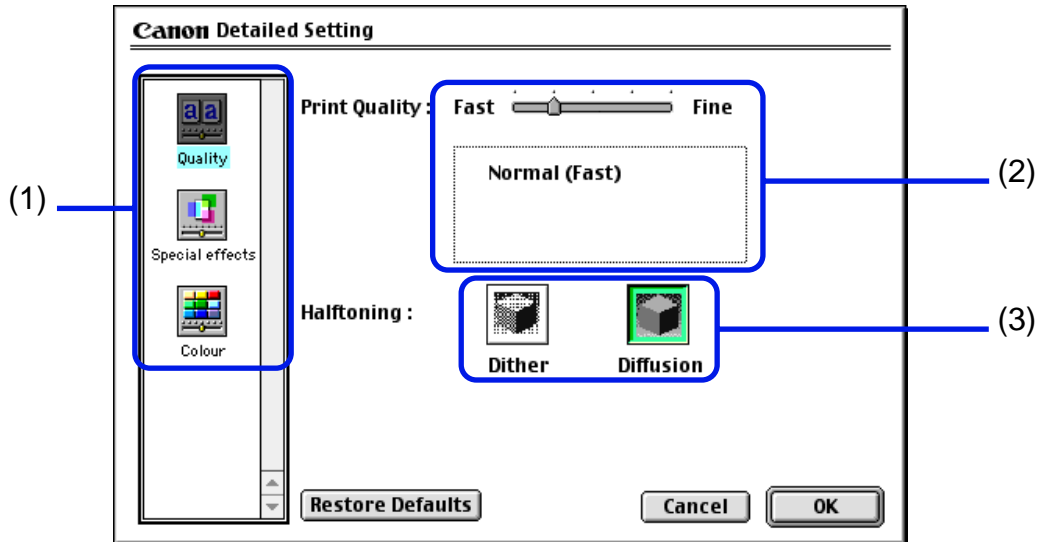 Canon Detailed Setting
(1)
aa
Quality
Special effects
Colour
Print Quality : Fast Fine
Normal (Fast)
(2)
Halftoning :
Dither Diffusion
(3)
Restore Defaults Cancel OK